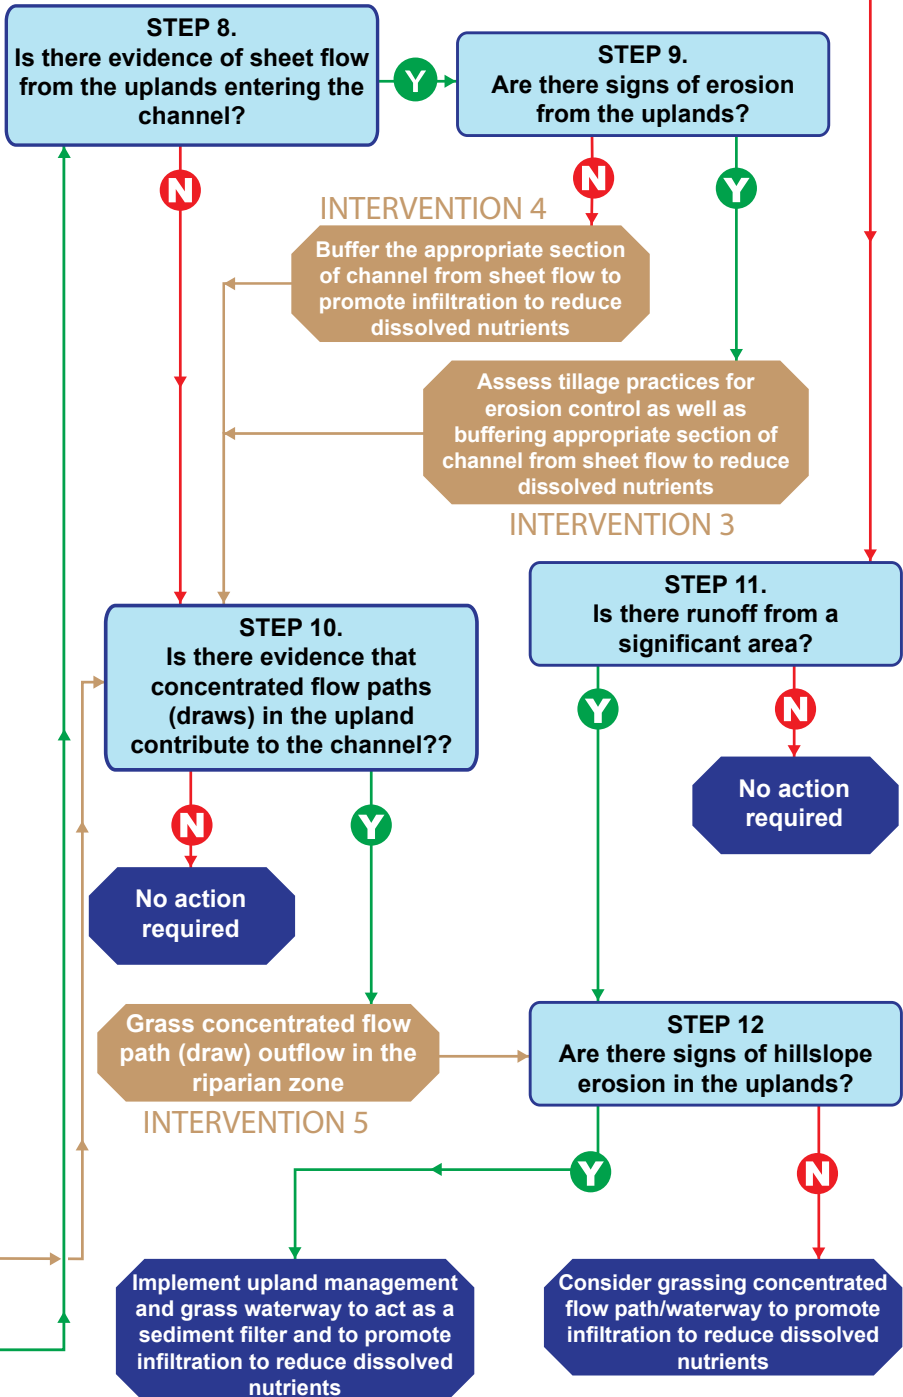 STEP 8.
Is there evidence of sheet flow
from the uplands entering the
channel?
Y
STEP 9.
Are there signs of erosion
from the uplands?
N
N
Y
INTERVENTION 4
Buffer the appropriate section
of channel from sheet flow to
promote infiltration to reduce
dissolved nutrients
Assess tillage practices for
erosion control as well as
buffering appropriate section of
channel from sheet flow to reduce
dissolved nutrients
INTERVENTION 3
STEP 10.
Is there evidence that
concentrated flow paths
(draws) in the upland
contribute to the channel??
STEP 11.
Is there runoff from a
significant area?
Y
N
No action
required
N
Y
No action
required
Grass concentrated flow
path (draw) outflow in the
riparian zone
INTERVENTION 5
STEP 12
Are there signs of hillslope
erosion in the uplands?
Y
N
Implement upland management
and grass waterway to act as a
sediment filter and to promote
infiltration to reduce dissolved
nutrients
Consider grassing concentrated
flow path/waterway to promote
infiltration to reduce dissolved
nutrients